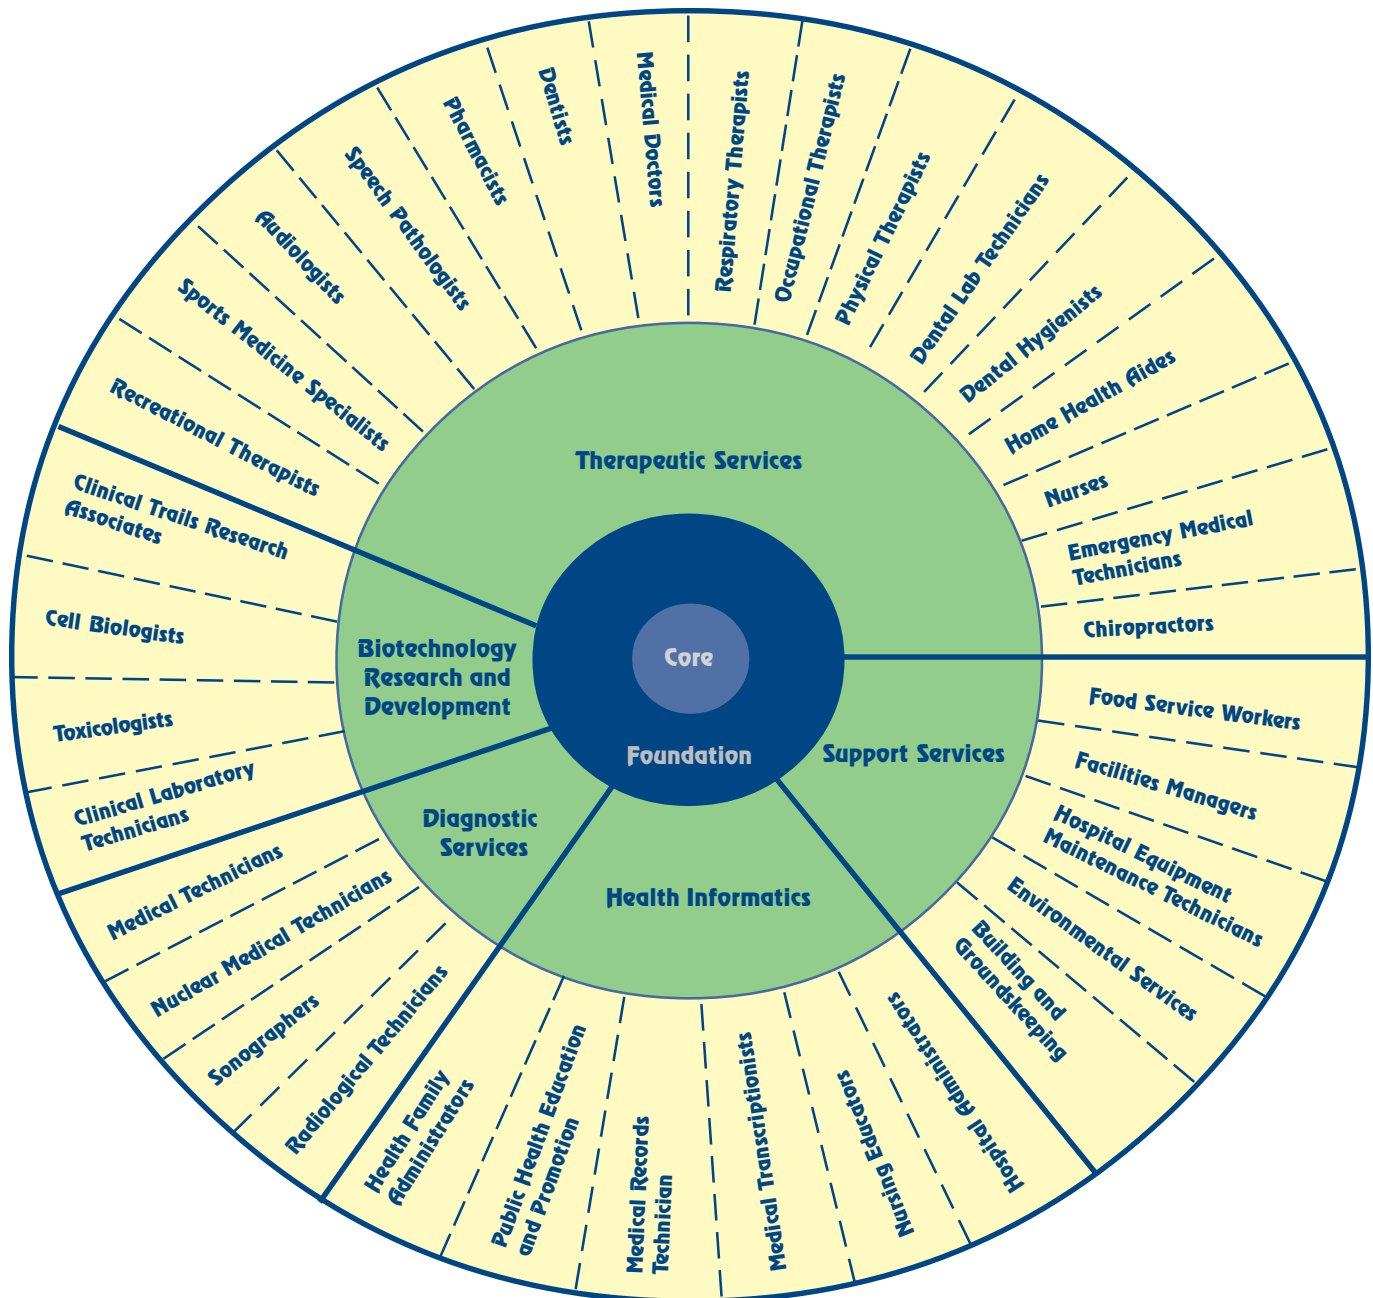 Core
Foundation
Therapeutic Services
Support Services
Health Informatics
Diagnostic
Services
Biotechnology
Research and
Development
Medical Doctors
Respiratory Therapists
Occupational Therapists
Physical Therapists
Dental Lab Technicians
Dental Hygienists
Home Health Aides
Nurses
Emergency Medical
Technicians
Chiropractors
Food Service Workers
Facilities Managers
Hospital Equipment
Maintenance Technicians
Environmental Services
Building and
Groundskeeping
Hospital Administrators
Nursing Educators
Medical Transcriptionists
Medical Records
Technician
Public Health Education
and Promotion
Health Family
Administrators
Radiological Technicians
Sonographers
Nuclear Medical Technicians
Medical Technicians
Clinical Laboratory
Technicians
Toxicologists
Cell Biologists
Clinical Trails Research
Associates
Recreational Therapists
Sports Medicine Specialists
Audiologists
Speech Pathologists
Pharmacists
Dentists